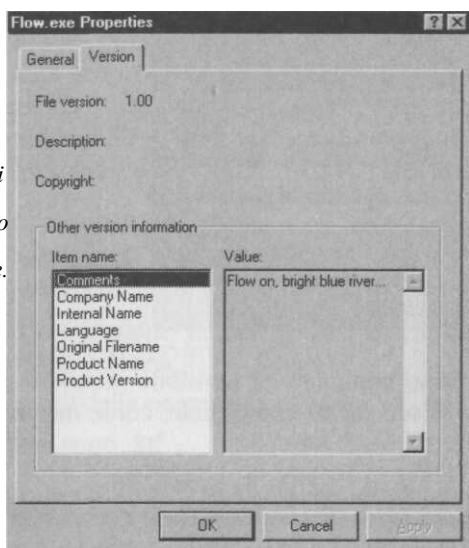 Flow.exe Properties
General Version
File version: 1.00
Description:
Copyright:
i
o
Other version information
Item name: Value:
e.
Comments Flow on, bright blue river...
Company Name
Internal Name
Language
Original Filename
Product Name
Product Version
OK Cancel Apply